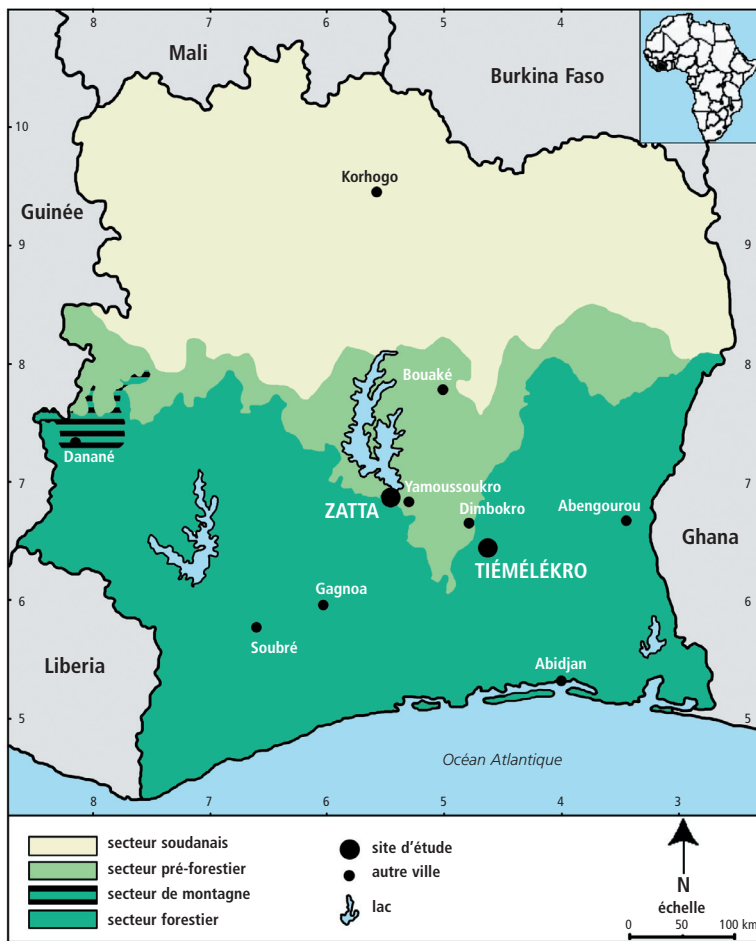 8 7 6 5 4 3
Mali
Burkina Faso
10
Korhogo
Guinée
9 9
8 8
Bouaké
Danané
7 7
Yamoussoukro
ZATTA
Dimbokro
Abengourou
Ghana
TIÉMÉLÉKRO
6 6
Gagnoa
Soubré
Liberia
Abidjan
5 5
Océan Atlantique
8 7 6 5 4 3
secteur soudanais
secteur pré-forestier
secteur de montagne
secteur forestier
site d'étude
autre ville
lac
N
échelle
0 50 100 km